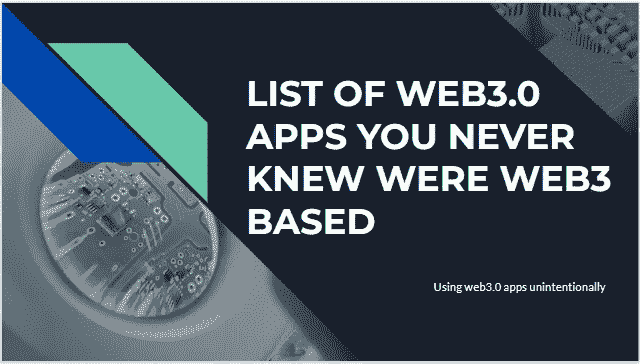 LIST OF WEB3.0
APPS YOU NEVER
KNEW WERE WEB3
BASED
Using web3.0 apps unintentionally